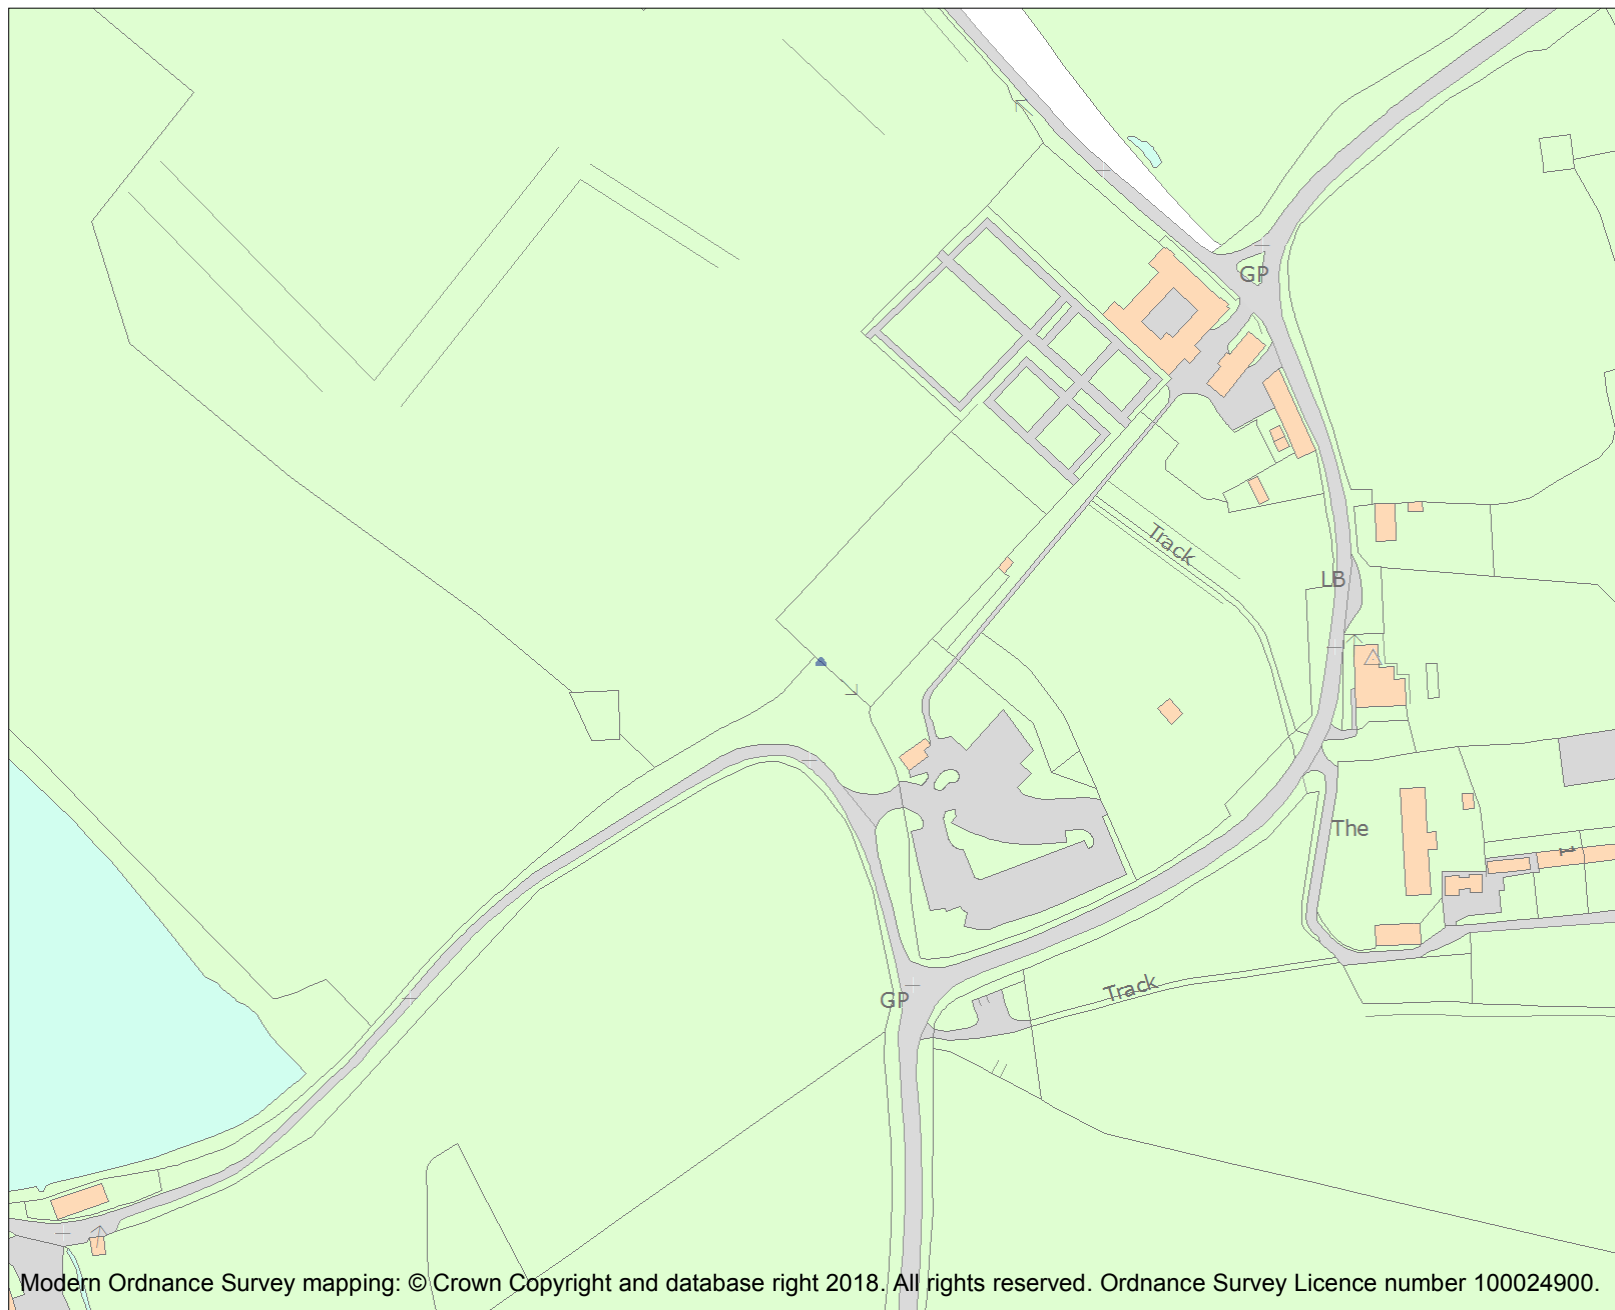 GP
Track
LB
The
1
GP
Track
Modern Ordnance Survey mapping: © Crown Copyright and database right 2018. All rights reserved. Ordnance Survey Licence number 100024900.